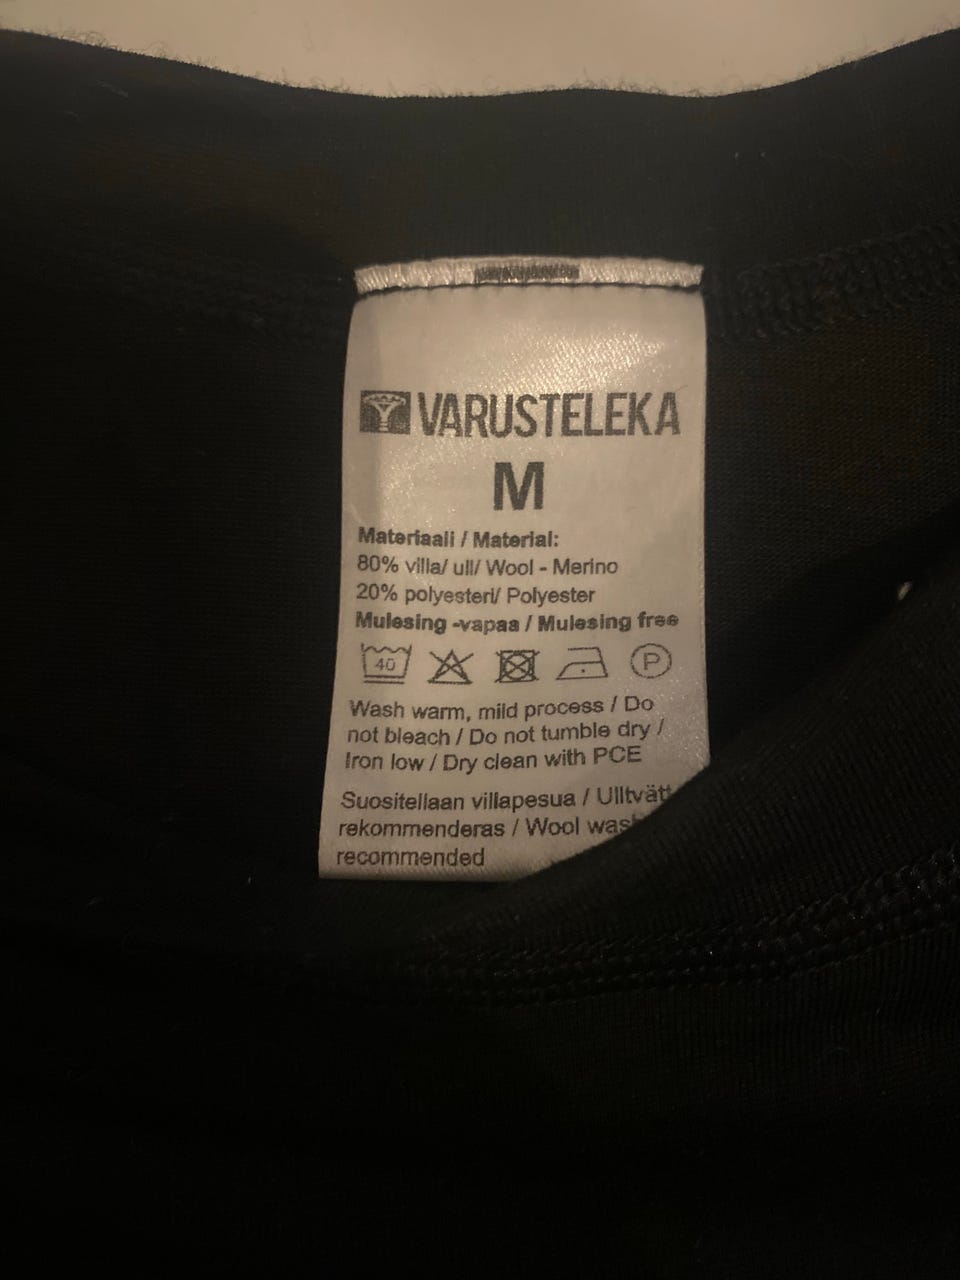 VARUSTELEKA
M
Materiaali / Material:
80% villa/ ull/ Wool - Merino
20% polyesteri/ Polyester
Mulesing -vapaa / Mulesing free
40 P
Wash warm, mild process / Do
not bleach / Do not tumble dry /
Iron low / Dry clean with PCE
Suositellaan villapesua / Ulltvätt
rekommenderas / Wool wash
recommended